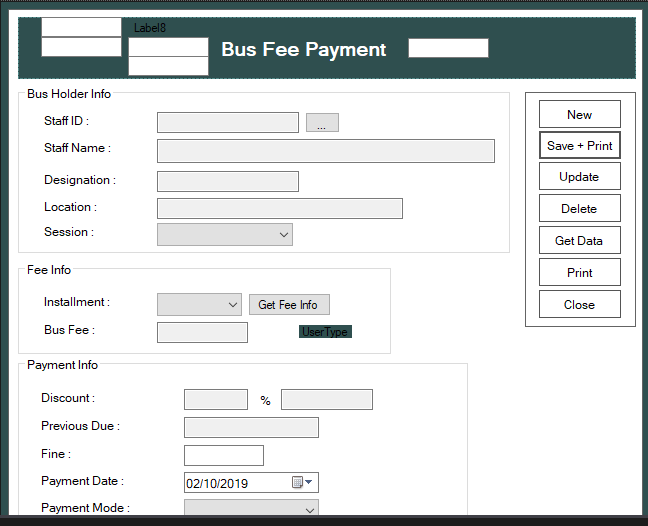 Label8
Bus Fee Payment
Bus Holder Info
Staff ID :
...
Staff Name :
Designation :
Location :
Session :
New
Save + Print
Update
Delete
Get Data
Print
Close
Fee Info
Installment :
Get Fee Info
Bus Fee :
UserType
Payment Info
Discount :
%
Previous Due :
Fine :
Payment Date :
02/10/2019
Payment Mode :